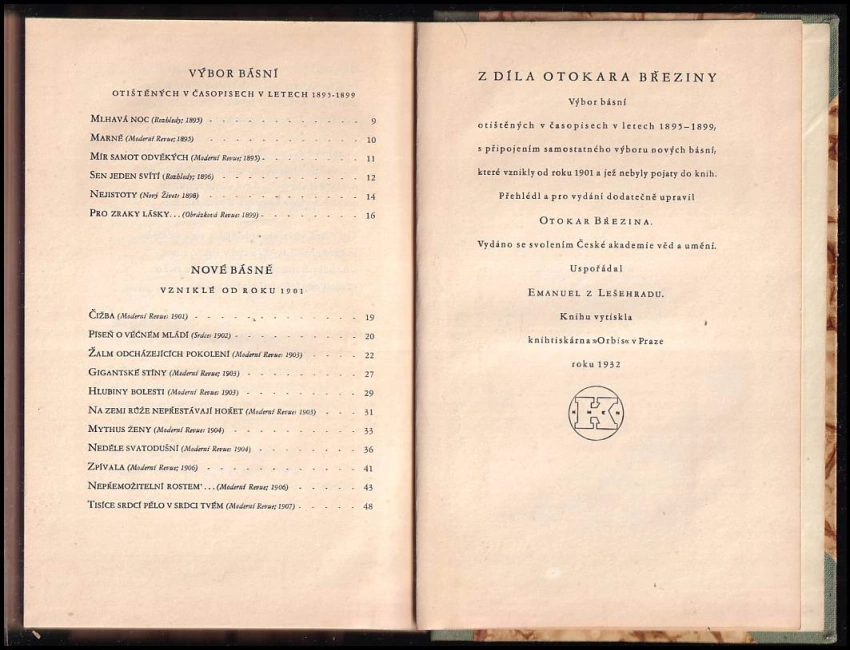 VÝBOR BÁSNÍ
OTIŠTĚNÝCH V ČASOPISECH V LETECH 1895-1899
MLHAVÁ NOC (Rozhledy; 1895) - - - - - - - - - - 9
MARNĚ (Moderní Revue; 1895) - - - - - - - - - - 10
MÍR SAMOT ODVĚKÝCH (Moderní Revue; 1895) - - - - - - 11
SEN JEDEN SVÍTÍ (Rozhledy; 1896) - - - - - - - - - 12
NEJISTOTY (Nový Život; 1898) - - - - - - - - - - 14
PRO ZRAKY LÁSKY... (Obrázková Revue; 1899) - - - - - - 16
NOVÉ BÁSNĚ
VZNIKLÉ OD ROKU 1901
ČIŽBA (Moderní Revue; 1901) - - - - - - - - - - 19
PÍSEŇ O VĚČNÉM MLÁDÍ (Srdce; 1902) - - - - - - - - 20
ŽALM ODCHÁZEJÍCÍCH POKOLENÍ (Moderní Revue; 1903) - - - - 22
GIGANTSKÉ STÍNY (Moderní Revue; 1903) - - - - - - - 27
HLUBINY BOLESTI (Moderní Revue; 1903) - - - - - - - 29
NA ZEMI RŮŽE NEPŘESTÁVAJÍ HOŘET (Moderní Revue; 1903) - - - 31
MYTHUS ŽENY (Moderní Revue; 1904) - - - - - - - - 33
NEDĚLE SVATODUŠNÍ (Moderní Revue; 1904) - - - - - - - 36
ZPÍVALA (Moderní Revue; 1906) - - - - - - - - - 41
NEPŘEMOŽITELNÍ ROSTEM'... (Moderní Revue; 1906) - - - - - 43
TISÍCE SRDCÍ PĚLO V SRDCI TVÉM (Moderní Revue; 1907) - - - - 48
Z DÍLA OTOKARA BŘEZINY
Výbor básní
otištěných v časopisech v letech 1895-1899,
s připojením samostatného výboru nových básní,
které vznikly od roku 1901 a jež nebyly pojaty do knih.
Přehlédl a pro vydání dodatečně upravil
OTOKAR BŘEZINA.
Vydáno se svolením České akademie věd a umění.
Uspořádal
EMANUEL Z LEŠEHRADU.
Knihu vytiskla
knihtiskárna »Orbis« v Praze
roku 1932
K